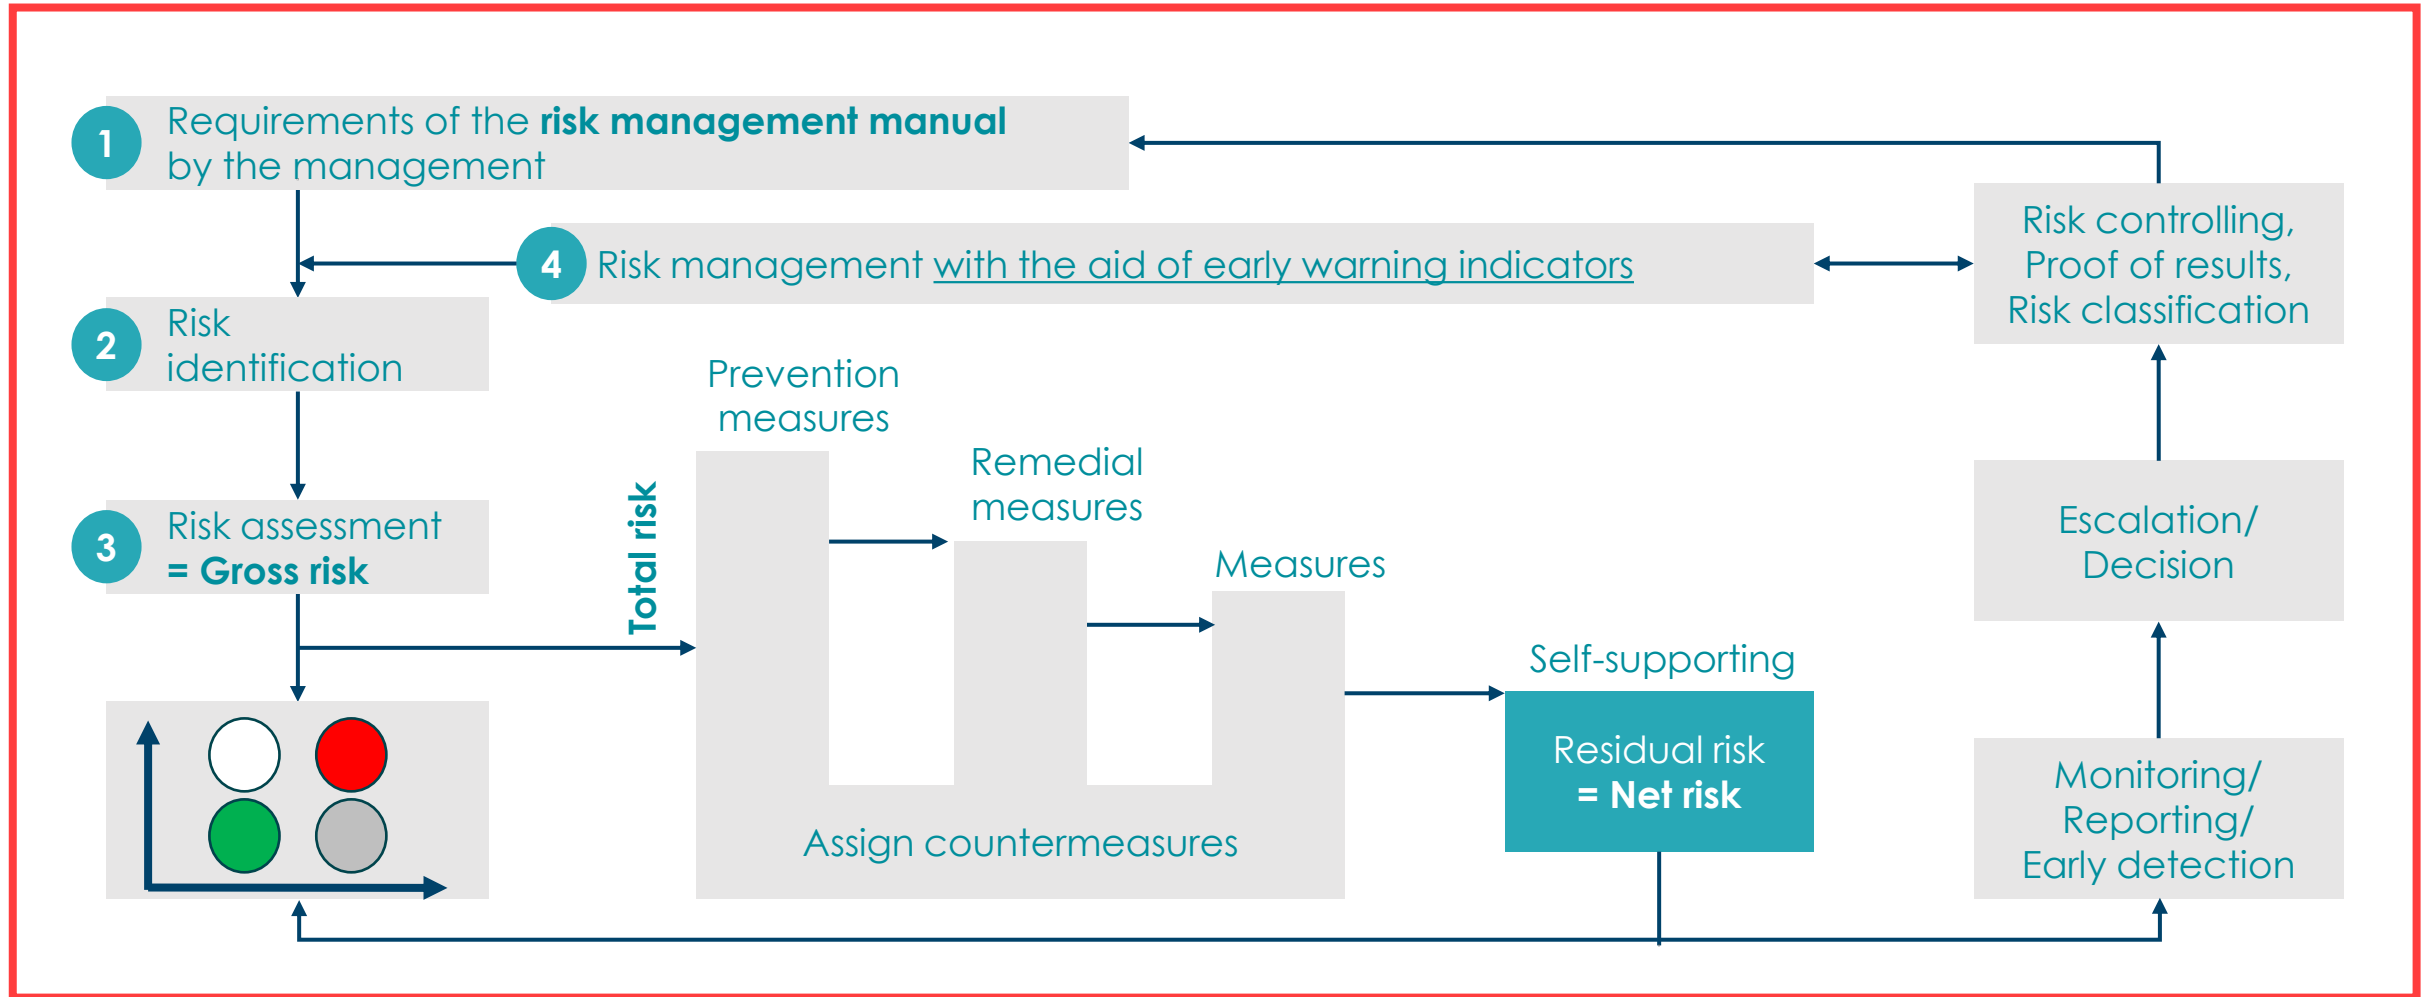 1
Requirements of the risk management manual
by the management
4
Risk management with the aid of early warning indicators
Risk controlling,
Proof of results,
Risk classification
2
Risk
identification
Prevention
measures
Remedial
measures
Measures
3
Risk assessment
= Gross risk
Total risk
Assign countermeasures
Self-supporting
Residual risk
= Net risk
Escalation/
Decision
Monitoring/
Reporting/
Early detection